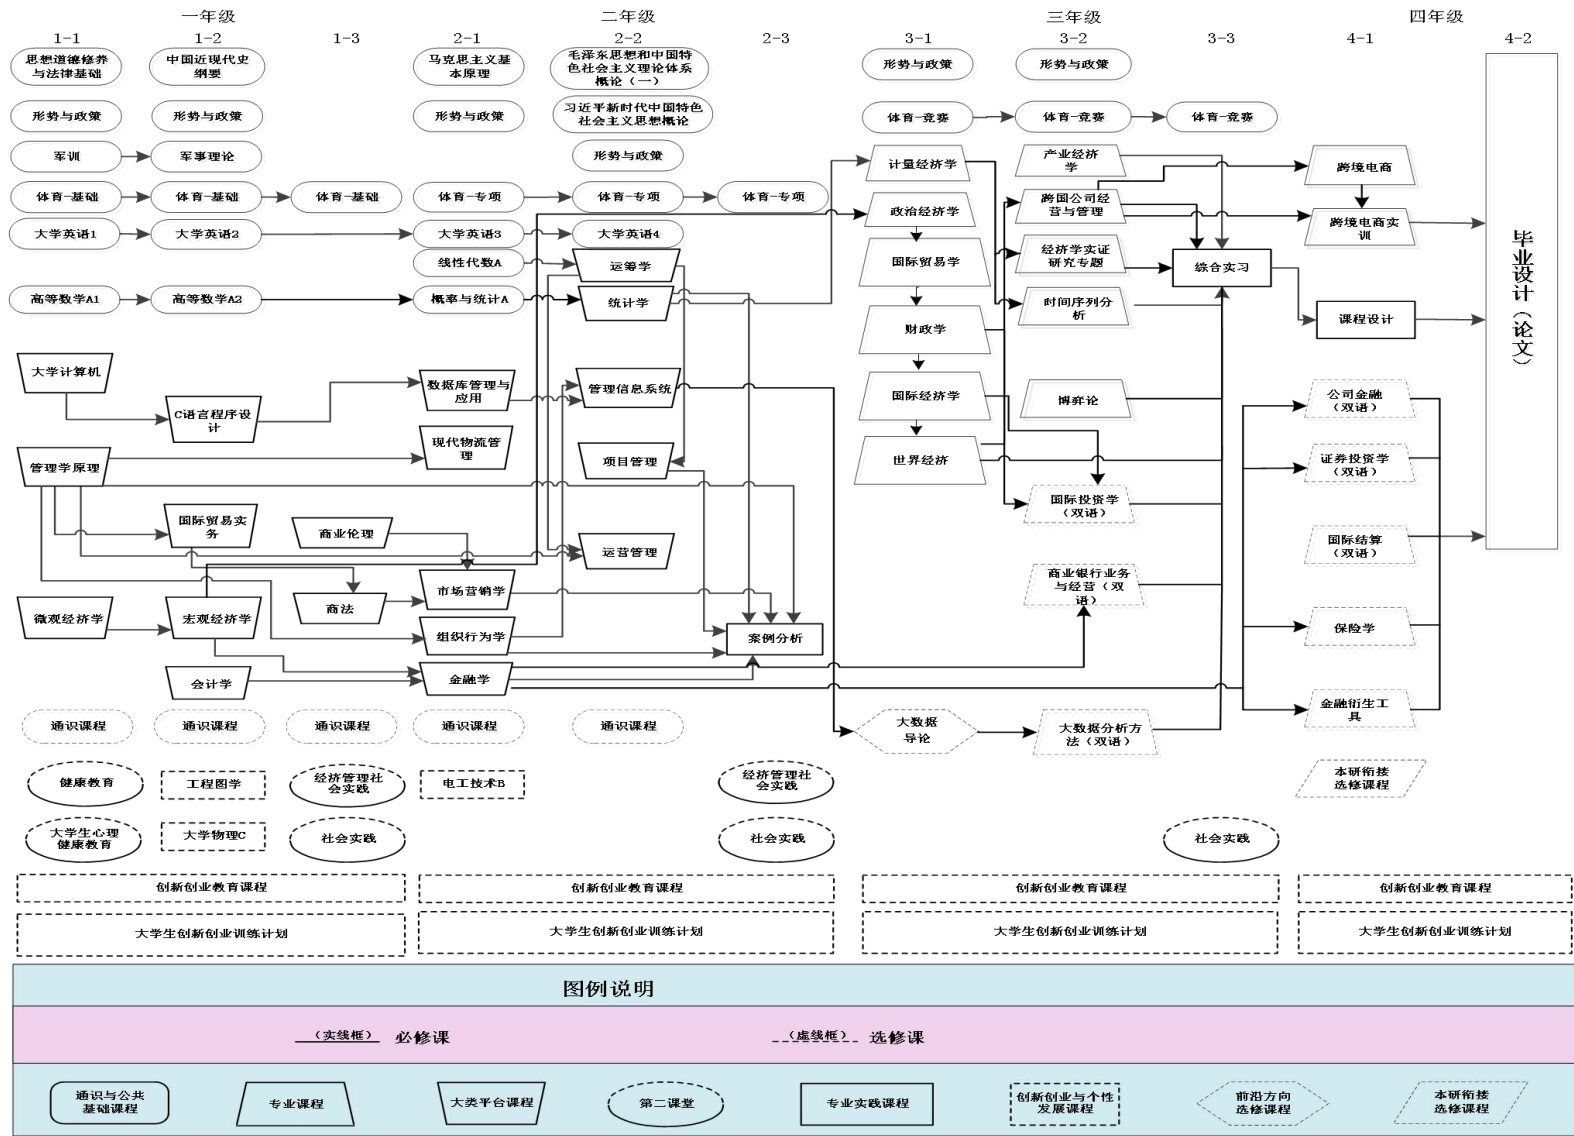 一年级
二年级
三年级
四年级
1-1
1-2
1-3
2-1
2-2
2-3
3-1
3-2
3-3
4-1
4-2
思想道德修养
与法律基础
中国近现代史
纲要
马克思主义基
本原理
毛泽东思想和中国特
色社会主义理论体系
概论（一）
形势与政策
形势与政策
形势与政策
形势与政策
形势与政策
习近平新时代中国特色
社会主义思想概论
体育-竞赛
体育-竞赛
体育-竞赛
军训
军事理论
形势与政策
计量经济学
产业经济
学
跨境电商
体育-基础
体育-基础
体育-基础
体育-专项
体育-专项
体育-专项
政治经济学
跨国公司经
营与管理
跨境电商实
训
大学英语1
大学英语2
大学英语3
大学英语4
线性代数A
运筹学
国际贸易学
经济学实证
研究专题
综合实习
毕业设计（论文）
高等数学A1
高等数学A2
概率与统计A
统计学
时间序列分
析
财政学
课程设计
大学计算机
C语言程序设
计
数据库管理与
应用
管理信息系统
国际经济学
博弈论
公司金融
（双语）
管理学原理
现代物流管
理
项目管理
世界经济
证券投资学
（双语）
国际贸易实
务
商业伦理
运营管理
国际投资学
（双语）
国际结算
（双语）
微观经济学
宏观经济学
商法
市场营销学
商业银行业务
与经营（双
语）
组织行为学
案例分析
保险学
会计学
金融学
金融衍生工
具
通识课程
通识课程
通识课程
通识课程
通识课程
大数据
导论
大数据分析方
法（双语）
健康教育
工程图学
经济管理社
会实践
电工技术B
经济管理社
会实践
本研衔接
选修课程
大学生心理
健康教育
大学物理C
社会实践
社会实践
社会实践
创新创业教育课程
创新创业教育课程
创新创业教育课程
创新创业教育课程
大学生创新创业训练计划
大学生创新创业训练计划
大学生创新创业训练计划
大学生创新创业训练计划
图例说明
（实线框） 必修课
（虚线框） 选修课
通识与公共
基础课程
专业课程
大类平台课程
第二课堂
专业实践课程
创新创业与个性
发展课程
前沿方向
选修课程
本研衔接
选修课程